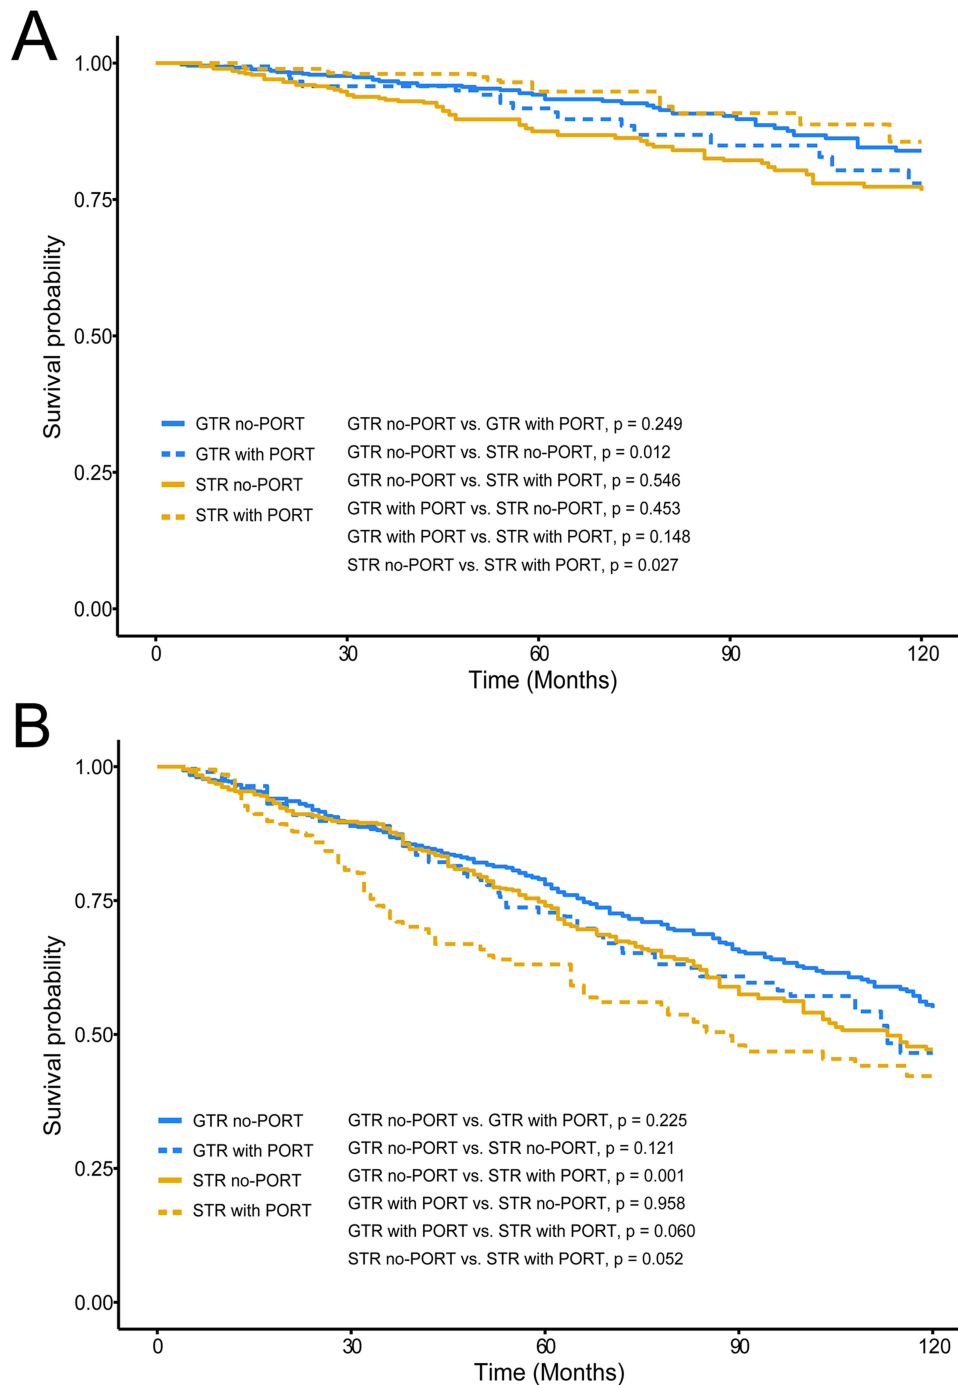 A
1.00
0.75
0.50
0.25
0.00
Survival probability
GTR no-PORT
GTR with PORT
STR no-PORT
STR with PORT
GTR no-PORT vs. GTR with PORT, p = 0.249
GTR no-PORT vs. STR no-PORT, p = 0.012
GTR no-PORT vs. STR with PORT, p = 0.546
GTR with PORT vs. STR no-PORT, p = 0.453
GTR with PORT vs. STR with PORT, p = 0.148
STR no-PORT vs. STR with PORT, p = 0.027
0 30 60 90 120
Time (Months)
B
1.00
0.75
0.50
0.25
0.00
Survival probability
GTR no-PORT
GTR with PORT
STR no-PORT
STR with PORT
GTR no-PORT vs. GTR with PORT, p = 0.225
GTR no-PORT vs. STR no-PORT, p = 0.121
GTR no-PORT vs. STR with PORT, p = 0.001
GTR with PORT vs. STR no-PORT, p = 0.958
GTR with PORT vs. STR with PORT, p = 0.060
STR no-PORT vs. STR with PORT, p = 0.052
0 30 60 90 120
Time (Months)